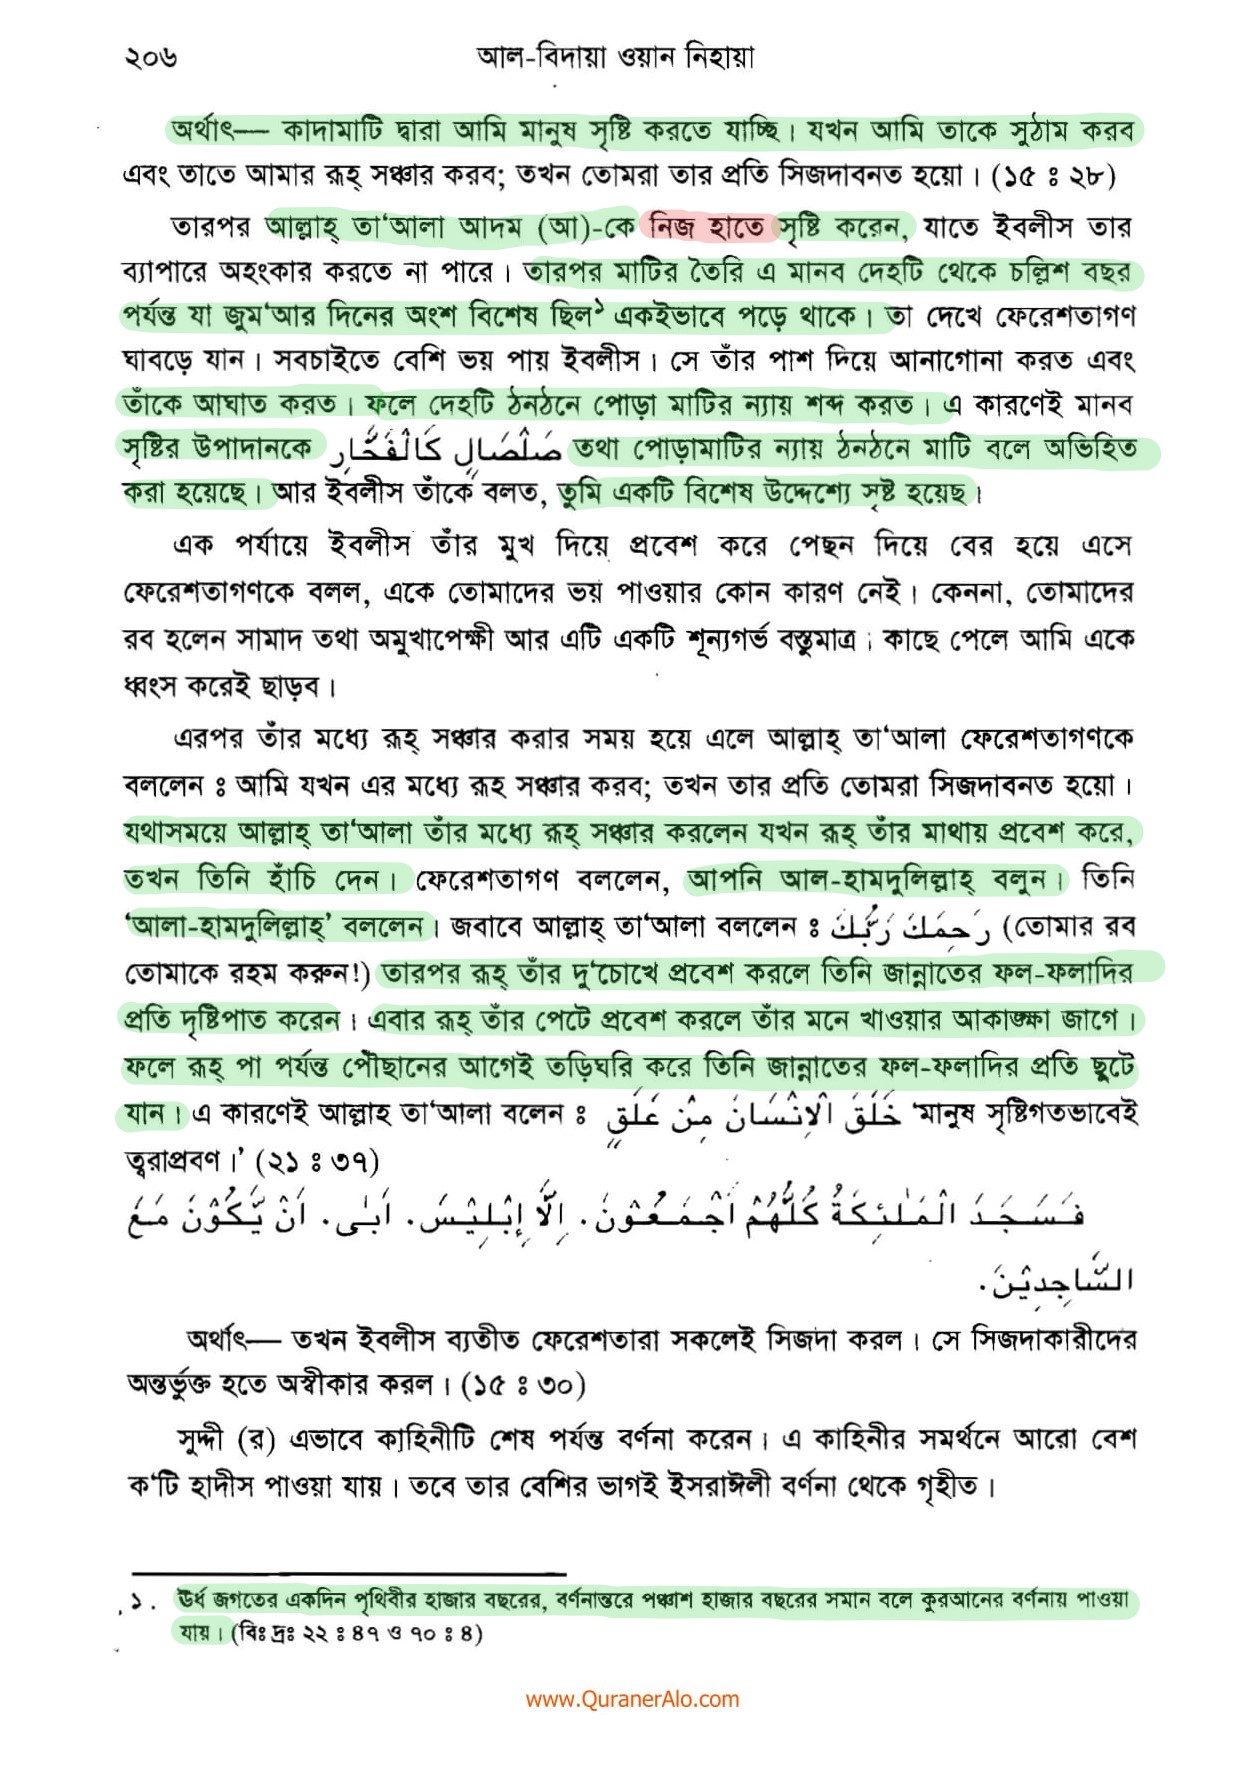 ২০৬
আল-বিদায়া ওয়ান নিহায়া
অর্থাৎ— কাদামাটি দ্বারা আমি মানুষ সৃষ্টি করতে যাচ্ছি। যখন আমি তাকে সুঠাম করব
এবং তাতে আমার রূহ্ সঞ্চার করব; তখন তোমরা তার প্রতি সিজদাবনত হয়ো। (১৫ ঃ ২৮)
তারপর আল্লাহ্ তা‘আলা আদম (আ)-কে নিজ হাতে সৃষ্টি করেন, যাতে ইবলীস তার
ব্যাপারে অহংকার করতে না পারে। তারপর মাটির তৈরি এ মানব দেহটি থেকে চল্লিশ বছর
পর্যন্ত যা জুম‘আর দিনের অংশ বিশেষ ছিল১ একইভাবে পড়ে থাকে। তা দেখে ফেরেশতাগণ
ঘাবড়ে যান। সবচাইতে বেশি ভয় পায় ইবলীস। সে তাঁর পাশ দিয়ে আনাগোনা করত এবং
তাঁকে আঘাত করত। ফলে দেহটি ঠনঠনে পোড়া মাটির ন্যায় শব্দ করত। এ কারণেই মানব
সৃষ্টির উপাদানকে صَلْصَالٍ كَالْفَخَّارِ তথা পোড়ামাটির ন্যায় ঠনঠনে মাটি বলে অভিহিত
করা হয়েছে। আর ইবলীস তাঁকে বলত, তুমি একটি বিশেষ উদ্দেশ্যে সৃষ্ট হয়েছ।
এক পর্যায়ে ইবলীস তাঁর মুখ দিয়ে প্রবেশ করে পেছন দিয়ে বের হয়ে এসে
ফেরেশতাগণকে বলল, একে তোমাদের ভয় পাওয়ার কোন কারণ নেই। কেননা, তোমাদের
রব হলেন সামাদ তথা অমুখাপেক্ষী আর এটি একটি শূন্যগর্ভ বস্তুমাত্র। কাছে পেলে আমি একে
ধ্বংস করেই ছাড়ব।
এরপর তাঁর মধ্যে রূহ্ সঞ্চার করার সময় হয়ে এলে আল্লাহ্ তা‘আলা ফেরেশতাগণকে
বললেন ঃ আমি যখন এর মধ্যে রূহ সঞ্চার করব; তখন তার প্রতি তোমরা সিজদাবনত হয়ো।
যথাসময়ে আল্লাহ্ তা‘আলা তাঁর মধ্যে রূহ্ সঞ্চার করলেন যখন রূহ্ তাঁর মাথায় প্রবেশ করে,
তখন তিনি হাঁচি দেন। ফেরেশতাগণ বললেন, আপনি আল-হামদুলিল্লাহ্ বলুন। তিনি
‘আলা-হামদুলিল্লাহ্’ বললেন। জবাবে আল্লাহ্ তা‘আলা বললেন ঃ رَحِمَكَ رَبُّكَ (তোমার রব
তোমাকে রহম করুন!) তারপর রূহ্ তাঁর দু‘চোখে প্রবেশ করলে তিনি জান্নাতের ফল-ফলাদির
প্রতি দৃষ্টিপাত করেন। এবার রূহ্ তাঁর পেটে প্রবেশ করলে তাঁর মনে খাওয়ার আকাঙ্ক্ষা জাগে।
ফলে রূহ্ পা পর্যন্ত পৌঁছানের আগেই তড়িঘরি করে তিনি জান্নাতের ফল-ফলাদির প্রতি ছুটে
যান। এ কারণেই আল্লাহ তা‘আলা বলেন ঃ خَلَقَ الْاِنْسَانَ مِنْ عَلَقٍ ‘মানুষ সৃষ্টিগতভাবেই
ত্বরাপ্রবণ।’ (২১ ঃ ৩৭)
فَسَجَدَ الْمَلٰئِكَةُ كُلُّهُمْ اَجْمَعُوْنَ. اِلَّا اِبْلِيْسَ. اَبٰى. اَنْ يَّكُوْنَ مَعَ
السَّاجِدِيْنَ.
অর্থাৎ— তখন ইবলীস ব্যতীত ফেরেশতারা সকলেই সিজদা করল। সে সিজদাকারীদের
অন্তর্ভুক্ত হতে অস্বীকার করল। (১৫ ঃ ৩০)
সুদ্দী (র) এভাবে কাহিনীটি শেষ পর্যন্ত বর্ণনা করেন। এ কাহিনীর সমর্থনে আরো বেশ
ক‘টি হাদীস পাওয়া যায়। তবে তার বেশির ভাগই ইসরাঈলী বর্ণনা থেকে গৃহীত।
১. ঊর্ধ জগতের একদিন পৃথিবীর হাজার বছরের, বর্ণনান্তরে পঞ্চাশ হাজার বছরের সমান বলে কুরআনের বর্ণনায় পাওয়া
যায়। (বিঃ দ্রঃ ২২ ঃ ৪৭ ও ৭০ ঃ ৪)
www.QuranerAlo.com